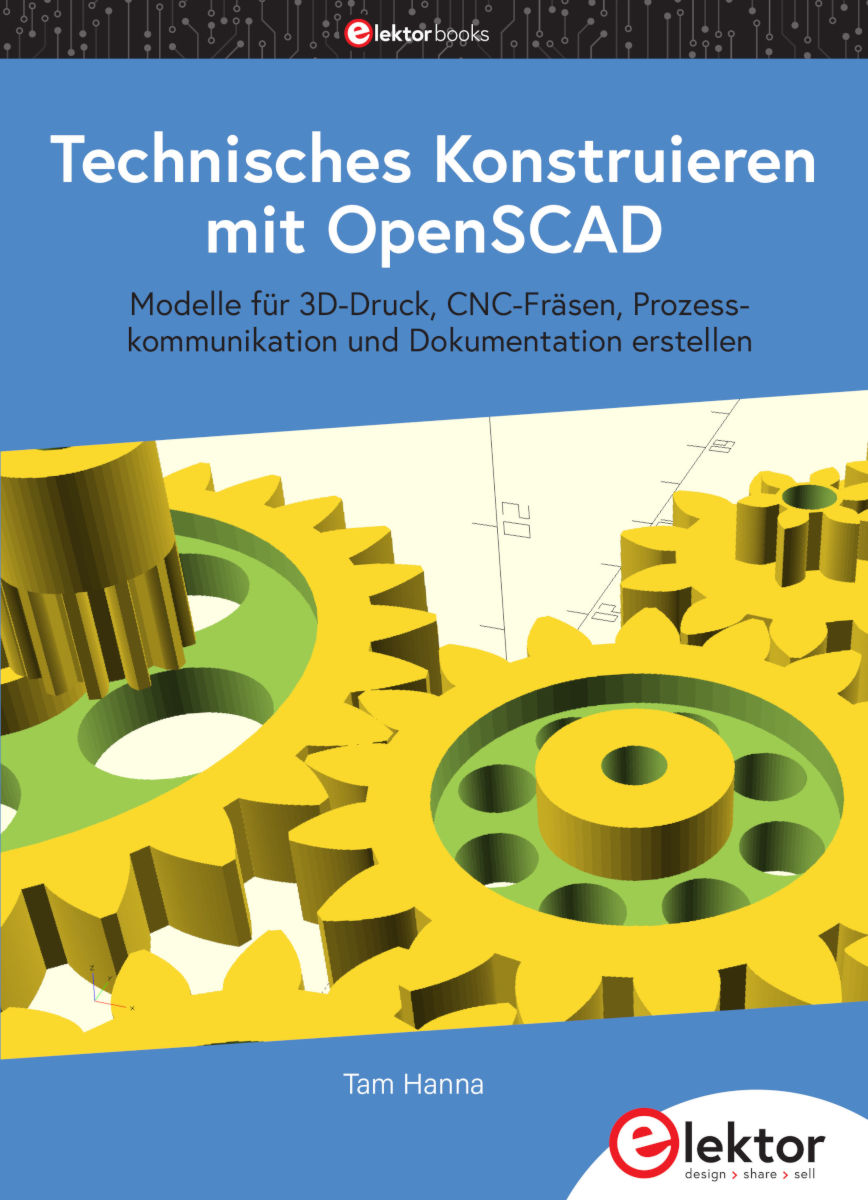 elektor books
Technisches Konstruieren
mit OpenSCAD
Modelle für 3D-Druck, CNC-Fräsen, Prozess-
kommunikation und Dokumentation erstellen
20
10
z
y
x
Tam Hanna
elektor
design > share > sell